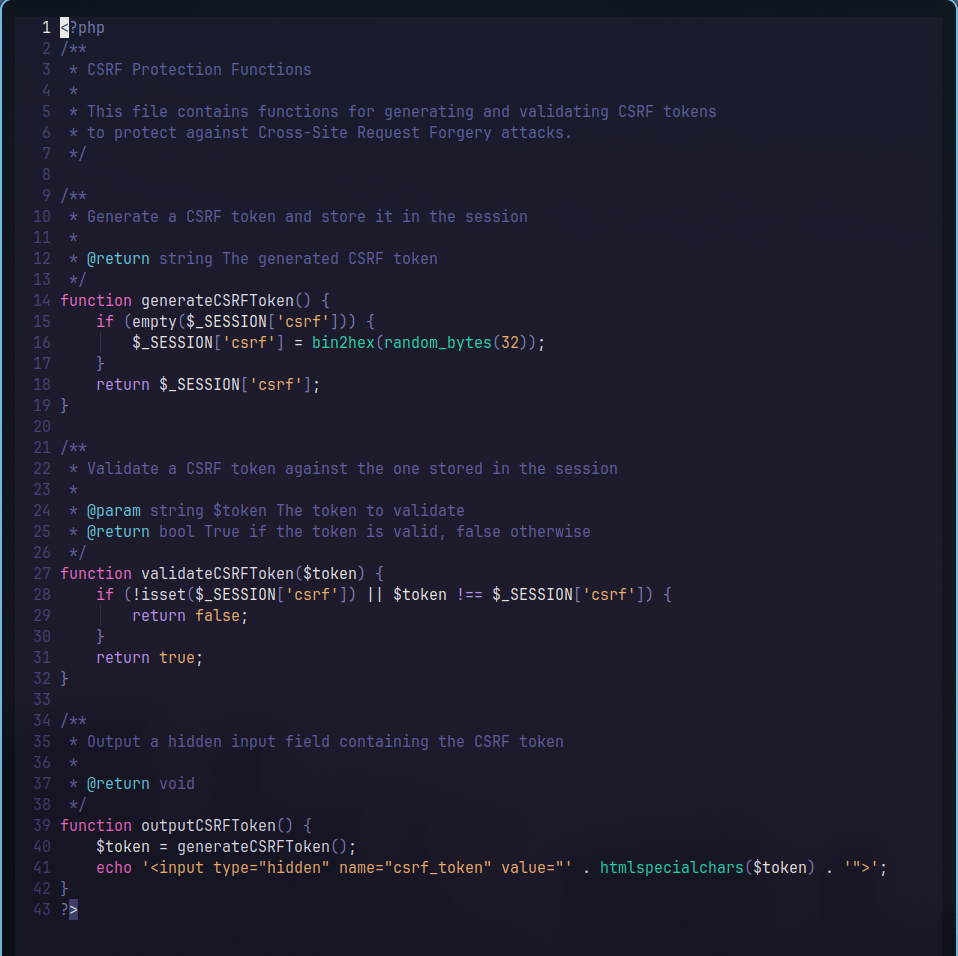 1 <?php
2 /**
3  * CSRF Protection Functions
4  *
5  * This file contains functions for generating and validating CSRF tokens
6  * to protect against Cross-Site Request Forgery attacks.
7  */
8
9 /**
10  * Generate a CSRF token and store it in the session
11  *
12  * @return string The generated CSRF token
13  */
14 function generateCSRFToken() {
15     if (empty($_SESSION['csrf'])) {
16         $_SESSION['csrf'] = bin2hex(random_bytes(32));
17     }
18     return $_SESSION['csrf'];
19 }
20
21 /**
22  * Validate a CSRF token against the one stored in the session
23  *
24  * @param string $token The token to validate
25  * @return bool True if the token is valid, false otherwise
26  */
27 function validateCSRFToken($token) {
28     if (!isset($_SESSION['csrf']) || $token !== $_SESSION['csrf']) {
29         return false;
30     }
31     return true;
32 }
33
34 /**
35  * Output a hidden input field containing the CSRF token
36  *
37  * @return void
38  */
39 function outputCSRFToken() {
40     $token = generateCSRFToken();
41     echo '<input type="hidden" name="csrf_token" value="' . htmlspecialchars($token) . '">';
42 }
43 ?>